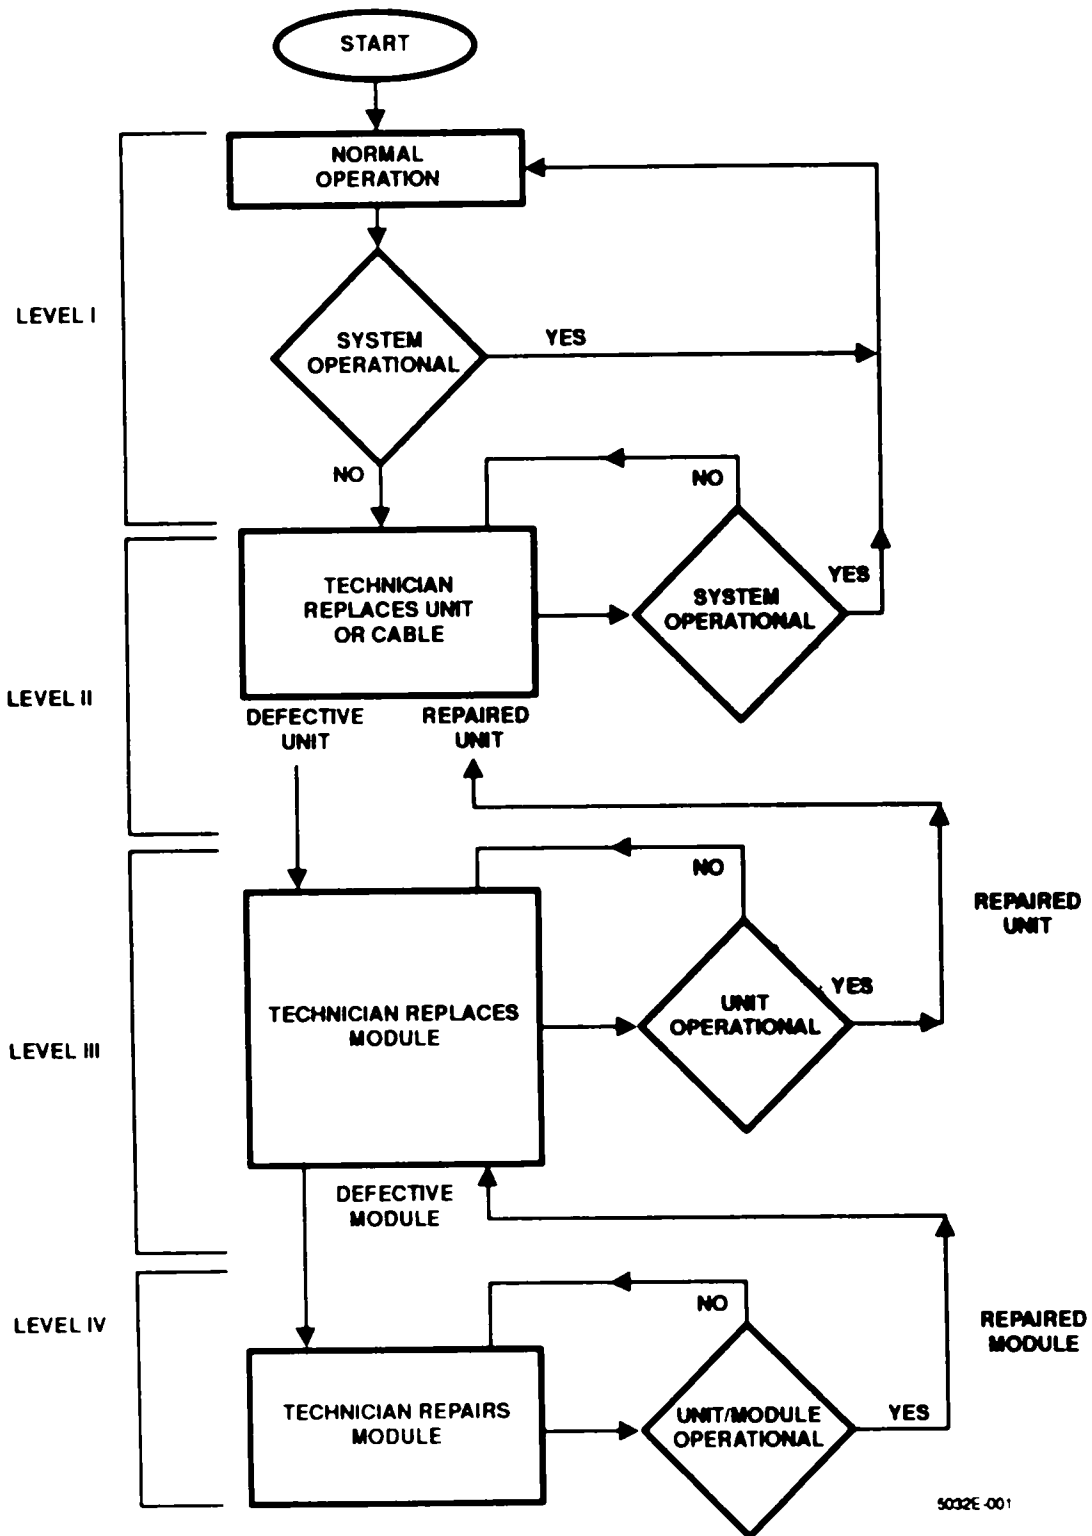 START
NORMAL
OPERATION
LEVEL I
SYSTEM
OPERATIONAL
YES
NO
NO
TECHNICIAN
REPLACES UNIT
OR CABLE
SYSTEM
OPERATIONAL
YES
LEVEL II
DEFECTIVE
UNIT
REPAIRED
UNIT
NO
REPAIRED
UNIT
TECHNICIAN REPLACES
MODULE
UNIT
OPERATIONAL
YES
LEVEL III
DEFECTIVE
MODULE
NO
REPAIRED
MODULE
LEVEL IV
TECHNICIAN REPAIRS
MODULE
UNIT/MODULE
OPERATIONAL
YES
5032E-001